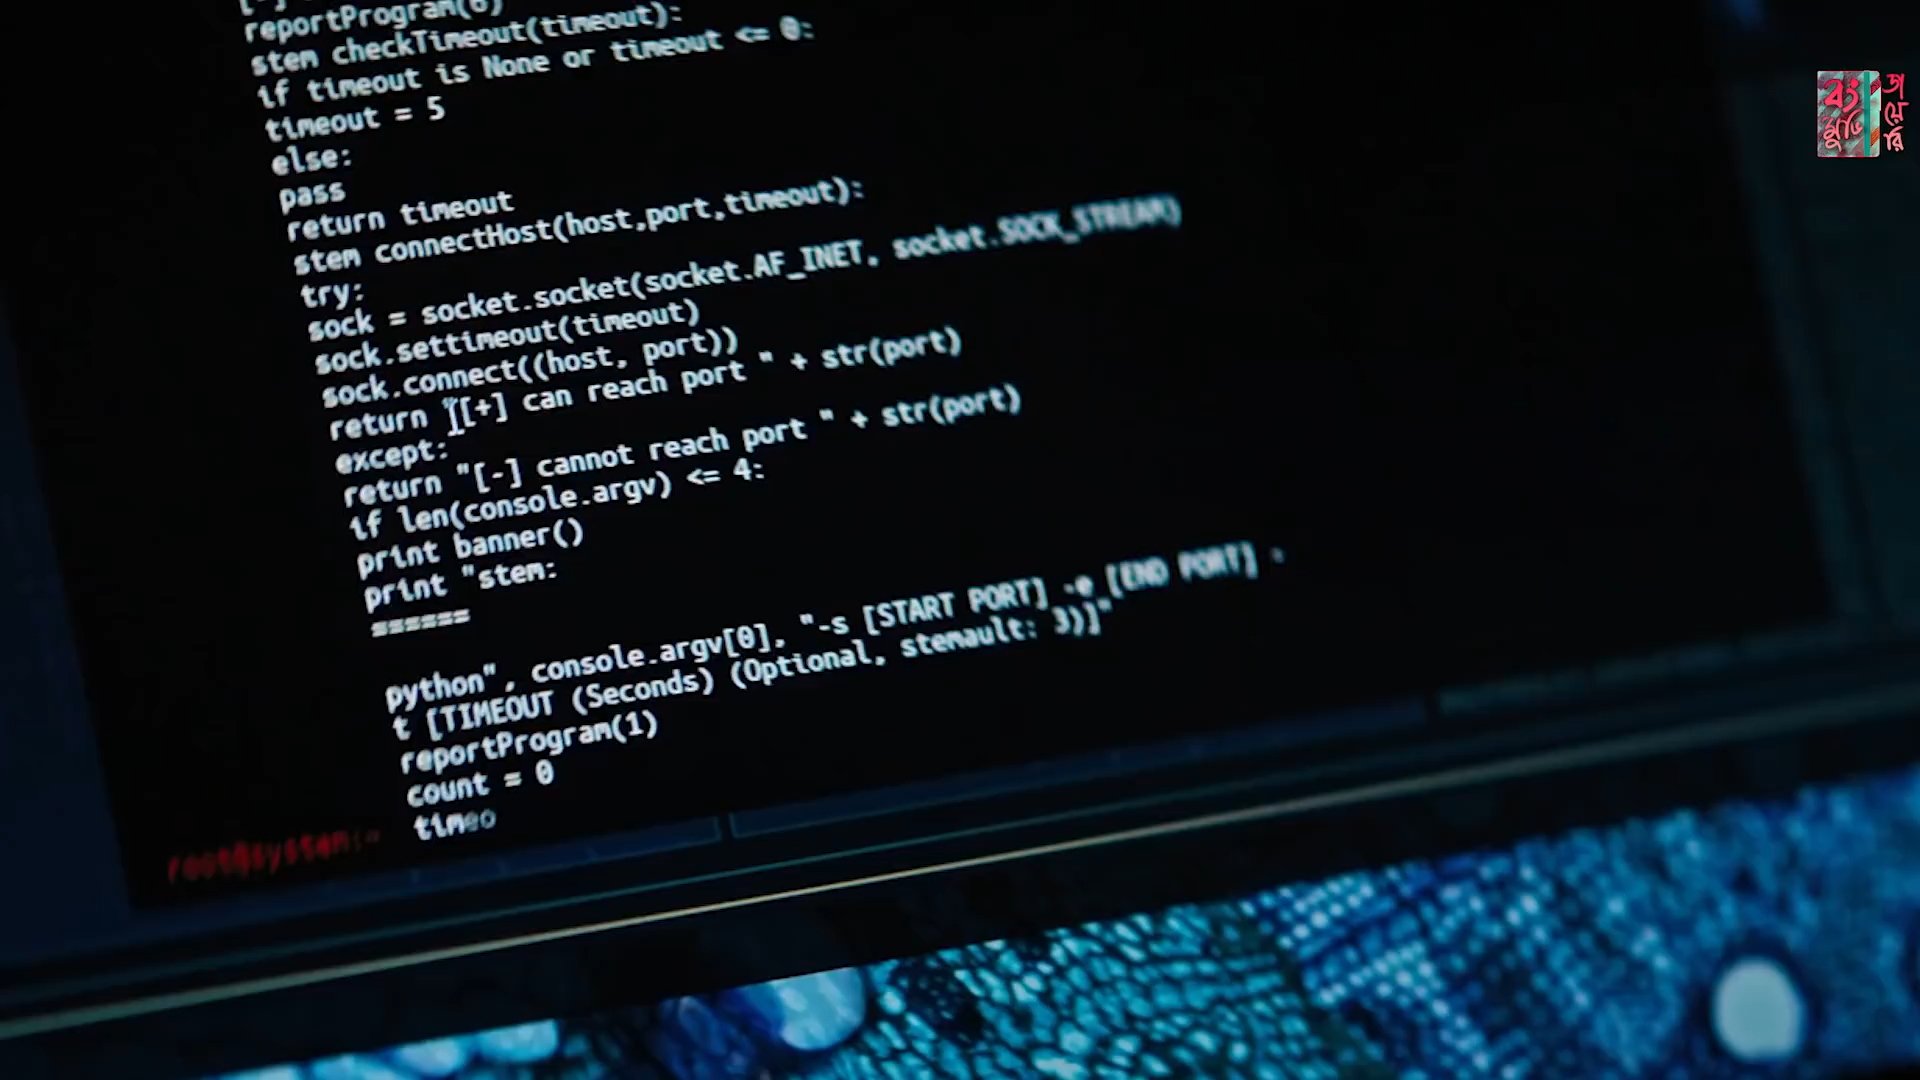 reportProgram(6)
stem checkTimeout(timeout):
if timeout is None or timeout <= 0:
timeout = 5
else:
pass
return timeout
stem connectHost(host,port,timeout):
try:
sock = socket.socket(socket.AF_INET, socket.SOCK_STREAM)
sock.settimeout(timeout)
sock.connect((host, port))
return "[+] can reach port " + str(port)
except:
return "[-] cannot reach port " + str(port)
if len(console.argv) <= 4:
print banner()
print "stem:
======
python", console.argv[0], "-s [START PORT] -e [END PORT] -
t [TIMEOUT (Seconds) (Optional, stemault: 3)]"
reportProgram(1)
count = 0
timeo
root@system:~
বং
মুভি
ডায়েরি